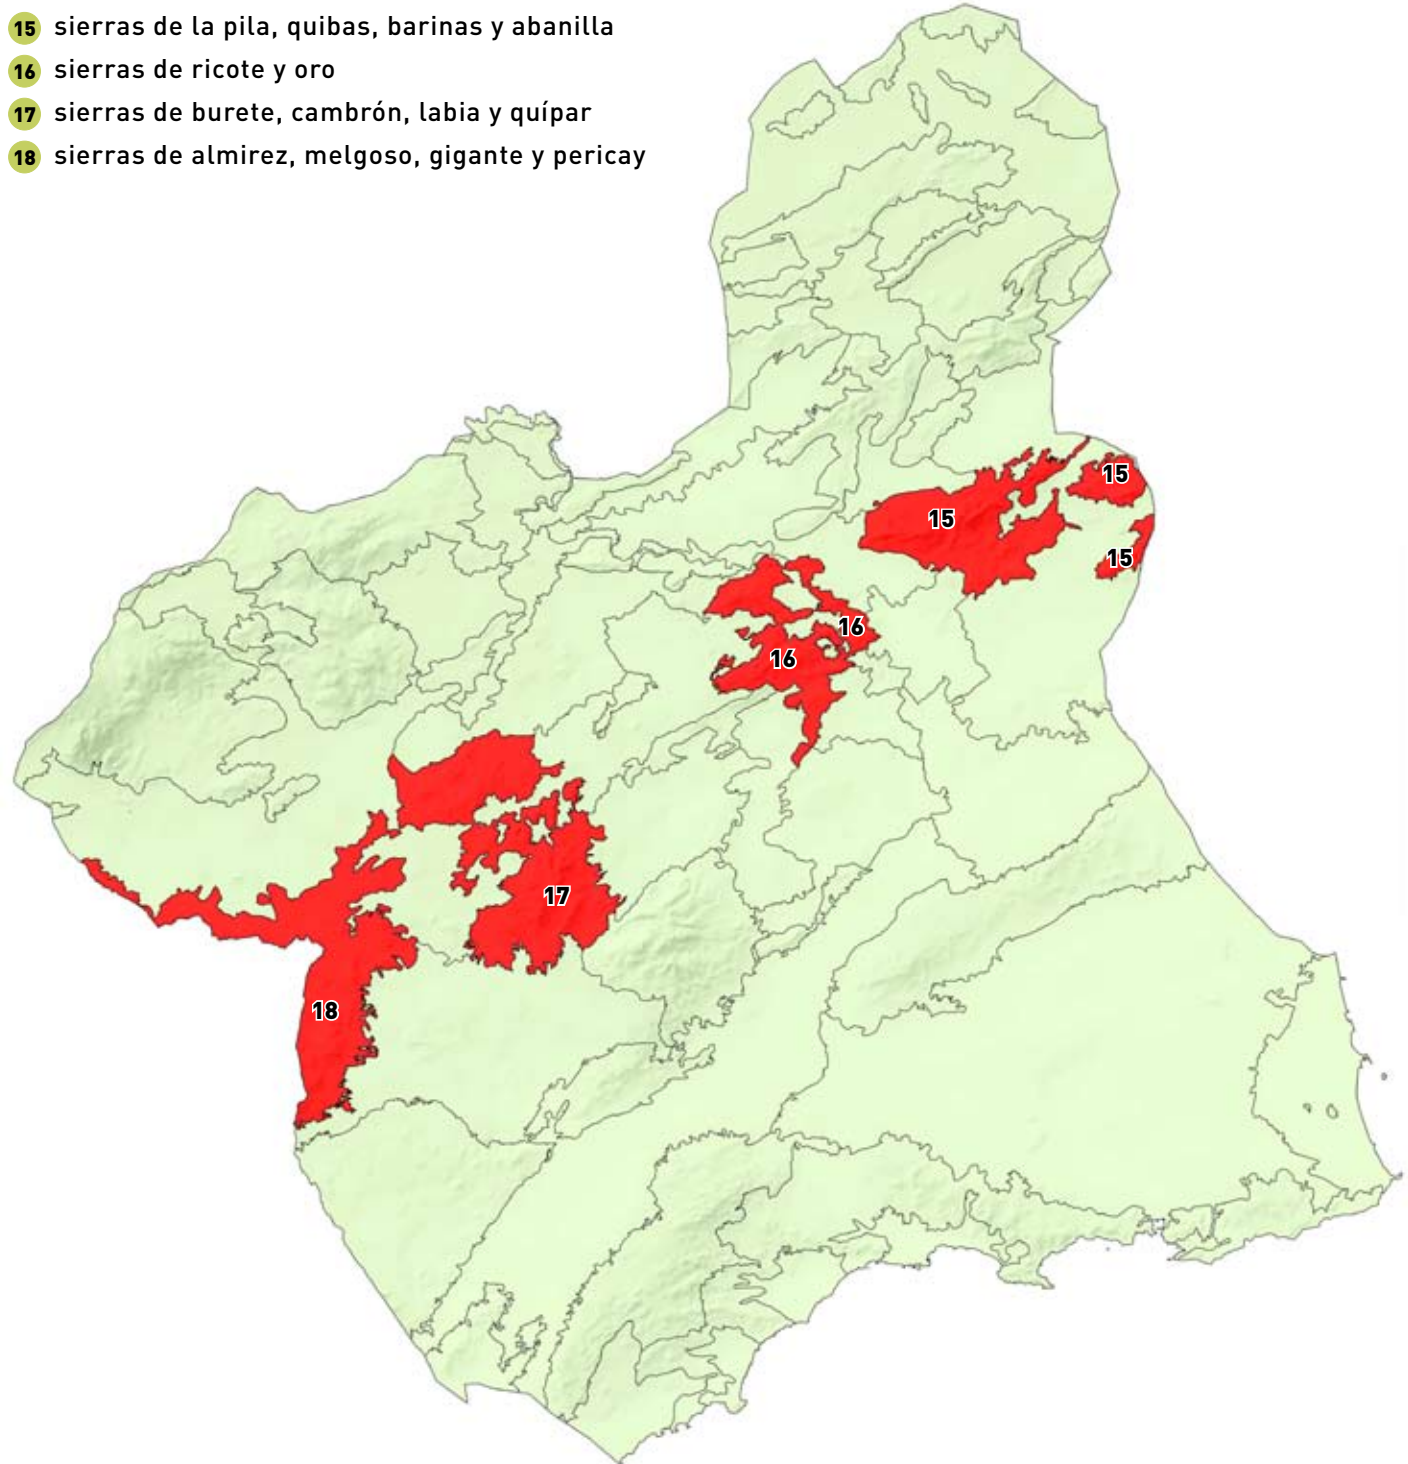 15 sierras de la pila, quibas, barinas y abanilla
16 sierras de ricote y oro
17 sierras de burete, cambrón, labia y quípar
18 sierras de almirez, melgoso, gigante y pericay
15
15
15
16
16
17
18